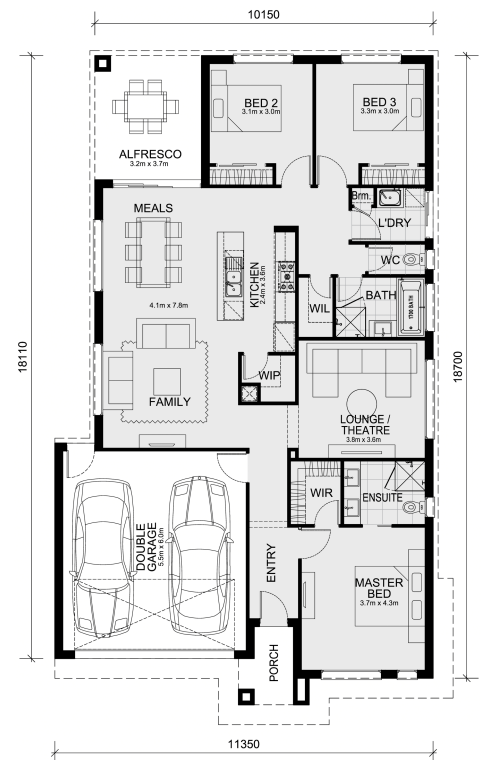 10150
BED 2
3.1m x 3.0m
BED 3
3.3m x 3.0m
ALFRESCO
3.2m x 3.7m
MEALS
Brm.
L'DRY
WC
KITCHEN
2.4m x 3.6m
4.1m x 7.8m
WIL
BATH
1700 BATH
18110
18700
WIP
FAMILY
LOUNGE /
THEATRE
3.8m x 3.6m
WIR
ENSUITE
DOUBLE
GARAGE
5.5m x 6.0m
ENTRY
MASTER
BED
3.7m x 4.3m
PORCH
11350